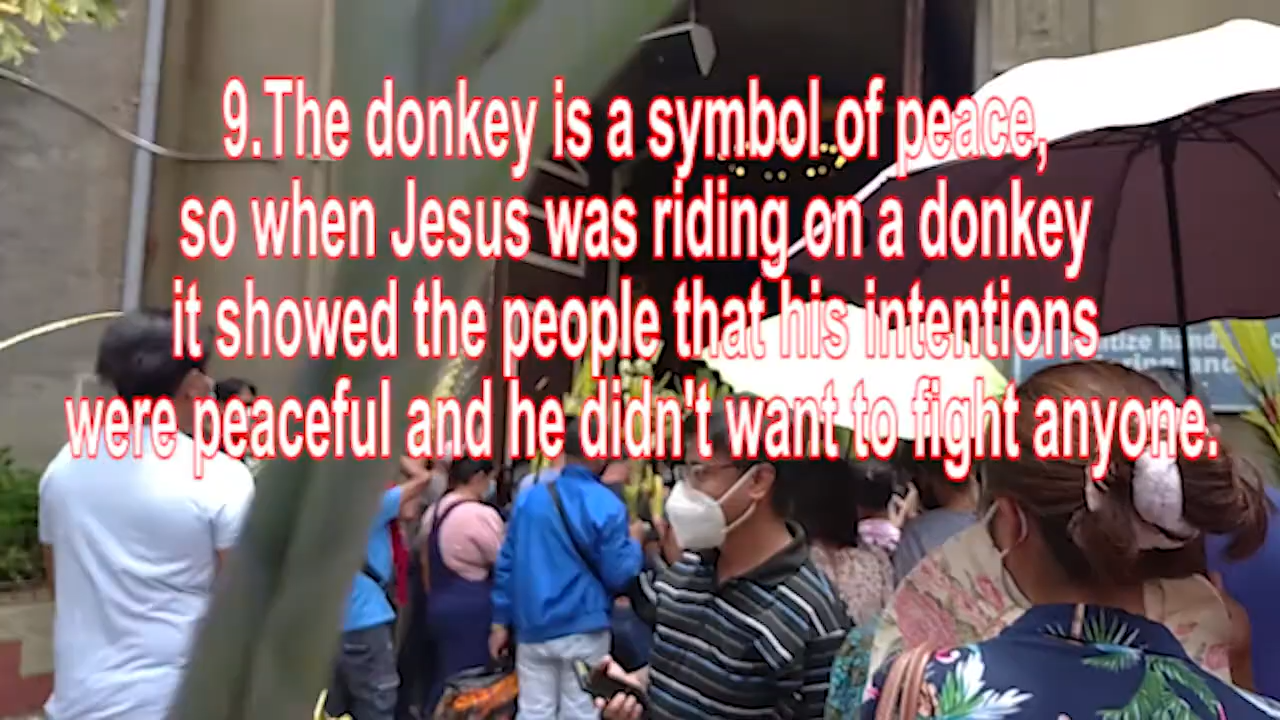 9.The donkey is a symbol of peace,
so when Jesus was riding on a donkey
it showed the people that his intentions
were peaceful and he didn't want to fight anyone.
and